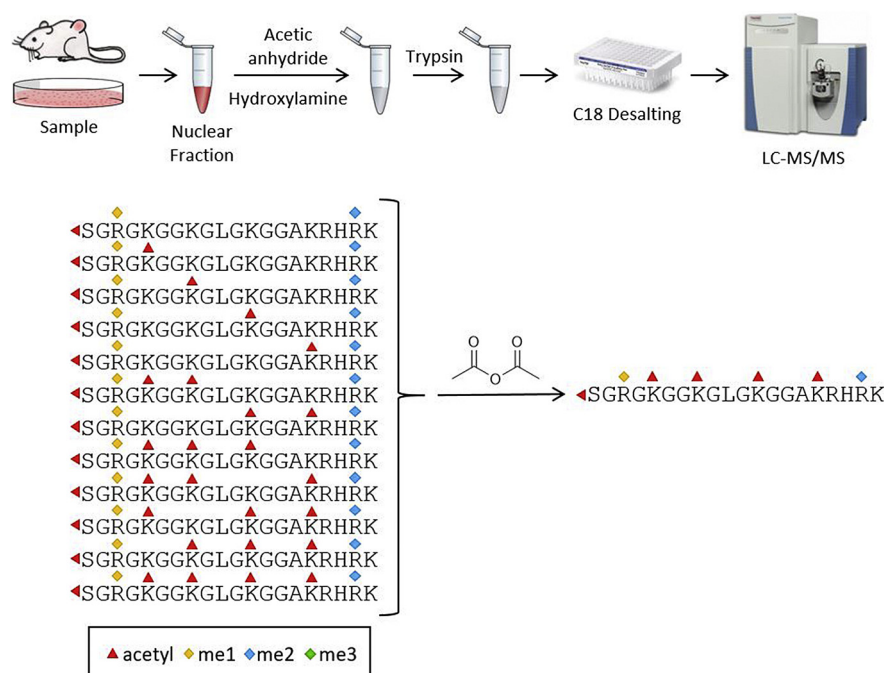 Sample
Nuclear
Fraction
Acetic
anhydride
Hydroxylamine
Trypsin
C18 Desalting
LC-MS/MS
SGRGKGGKGLGKGGAKRHRK
SGRGKGGKGLGKGGAKRHRK
SGRGKGGKGLGKGGAKRHRK
SGRGKGGKGLGKGGAKRHRK
SGRGKGGKGLGKGGAKRHRK
SGRGKGGKGLGKGGAKRHRK
SGRGKGGKGLGKGGAKRHRK
SGRGKGGKGLGKGGAKRHRK
SGRGKGGKGLGKGGAKRHRK
SGRGKGGKGLGKGGAKRHRK
SGRGKGGKGLGKGGAKRHRK
SGRGKGGKGLGKGGAKRHRK
O O
O
SGRGKGGKGLGKGGAKRHRK
acetyl me1 me2 me3